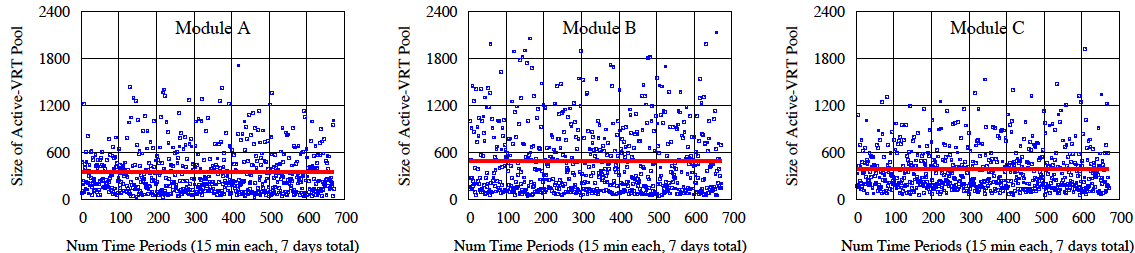 Module A
Size of Active-VRT Pool
2400
1800
1200
600
0
0 100 200 300 400 500 600 700
Num Time Periods (15 min each, 7 days total)
Module B
Size of Active-VRT Pool
2400
1800
1200
600
0
0 100 200 300 400 500 600 700
Num Time Periods (15 min each, 7 days total)
Module C
Size of Active-VRT Pool
2400
1800
1200
600
0
0 100 200 300 400 500 600 700
Num Time Periods (15 min each, 7 days total)